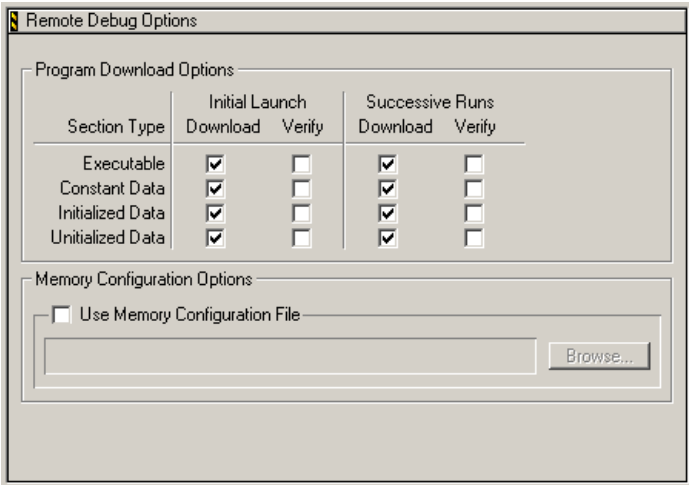 Remote Debug Options
Program Download Options
Initial Launch Successive Runs
Section Type Download Verify Download Verify
Executable
Constant Data
Initialized Data
Unitialized Data
Memory Configuration Options
Use Memory Configuration File
Browse...